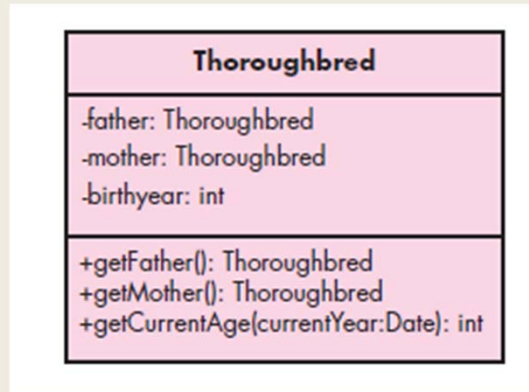 Thoroughbred
-father: Thoroughbred
-mother: Thoroughbred
-birthyear: int
+getFather(): Thoroughbred
+getMother(): Thoroughbred
+getCurrentAge(currentYear:Date): int